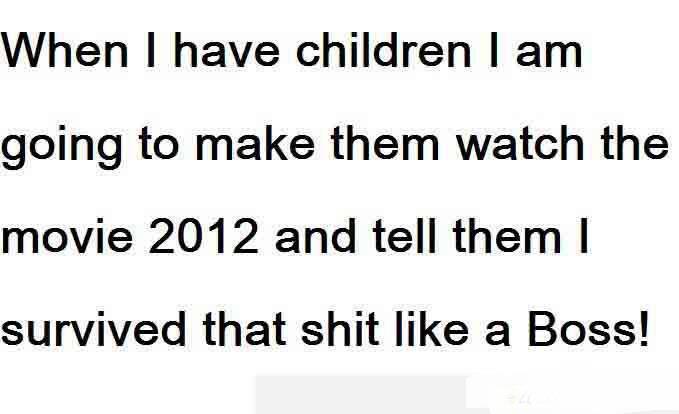 When I have children I am
going to make them watch the
movie 2012 and tell them I
survived that shit like a Boss!